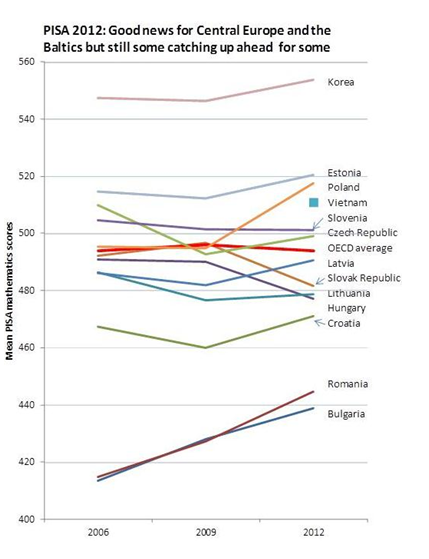 PISA 2012: Good news for Central Europe and the
Baltics but still some catching up ahead for some
560
540
520
500
480
460
440
420
400
Mean PISA mathematics scores
Korea
Estonia
Poland
Vietnam
Slovenia
Czech Republic
OECD average
Latvia
Slovak Republic
Lithuania
Hungary
Croatia
Romania
Bulgaria
2006
2009
2012